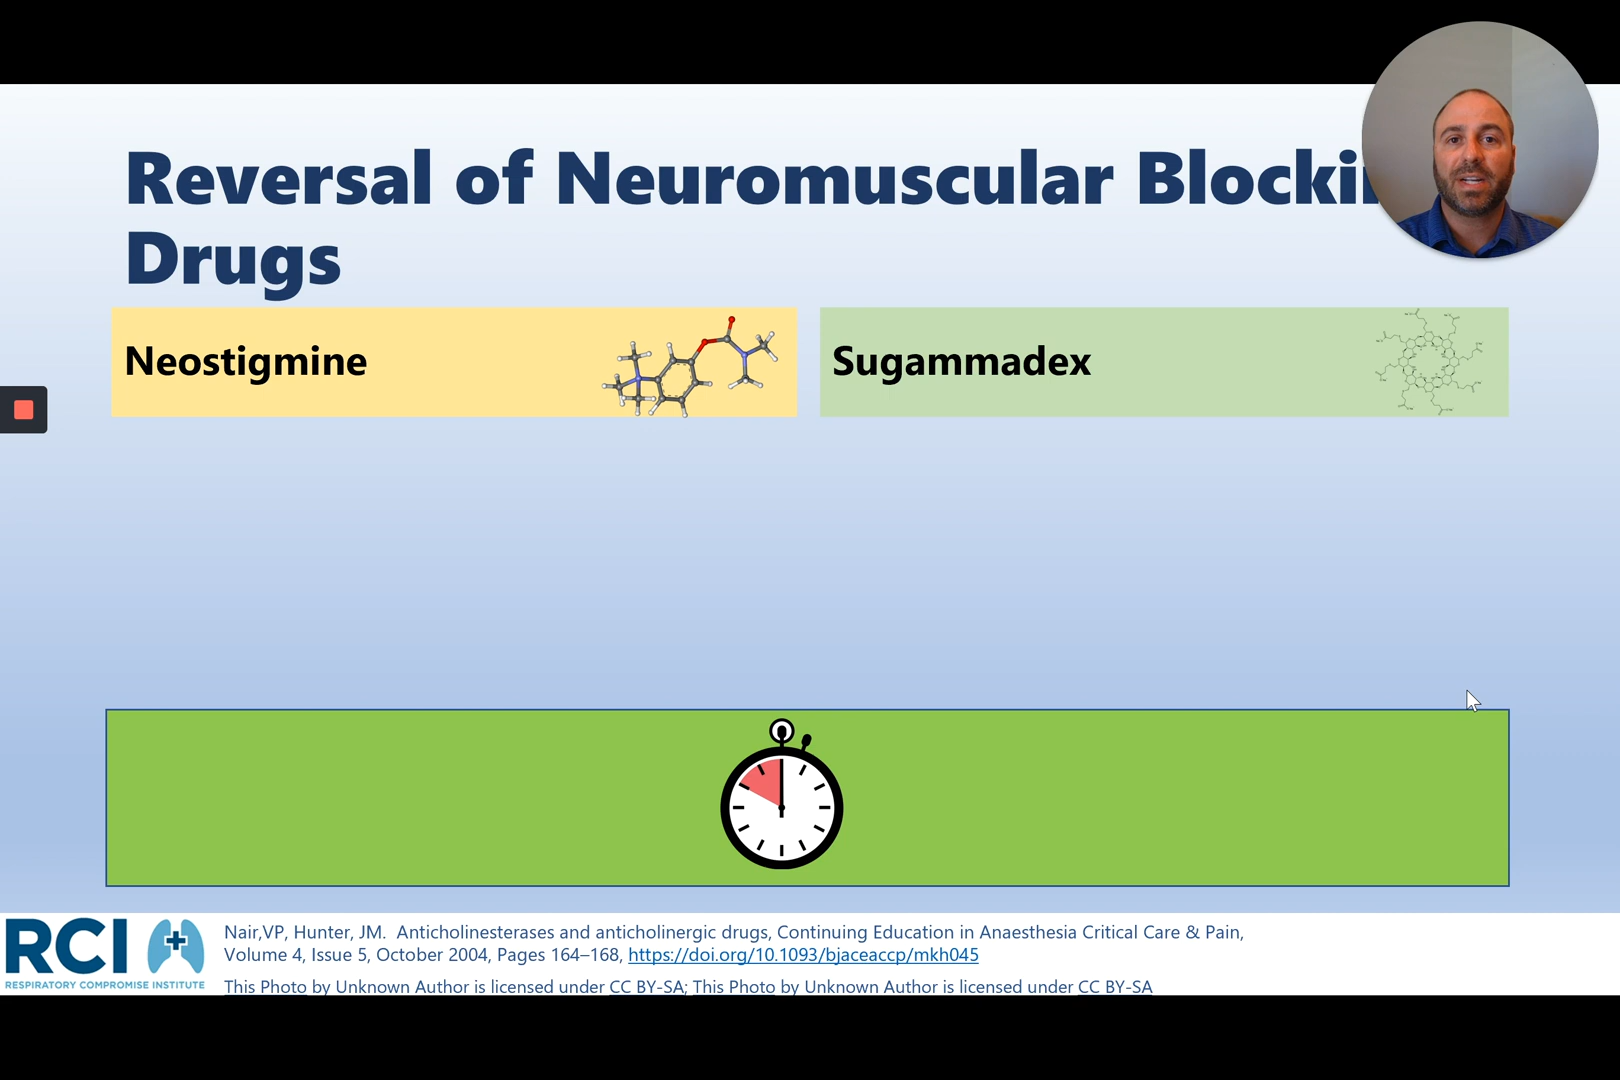 Reversal of Neuromuscular Blockin
Drugs
Neostigmine
Sugammadex
RCI
RESPIRATORY COMPROMISE INSTITUTE
Nair,VP, Hunter, JM.  Anticholinesterases and anticholinergic drugs, Continuing Education in Anaesthesia Critical Care & Pain,
Volume 4, Issue 5, October 2004, Pages 164–168, https://doi.org/10.1093/bjaceaccp/mkh045
This Photo by Unknown Author is licensed under CC BY-SA; This Photo by Unknown Author is licensed under CC BY-SA